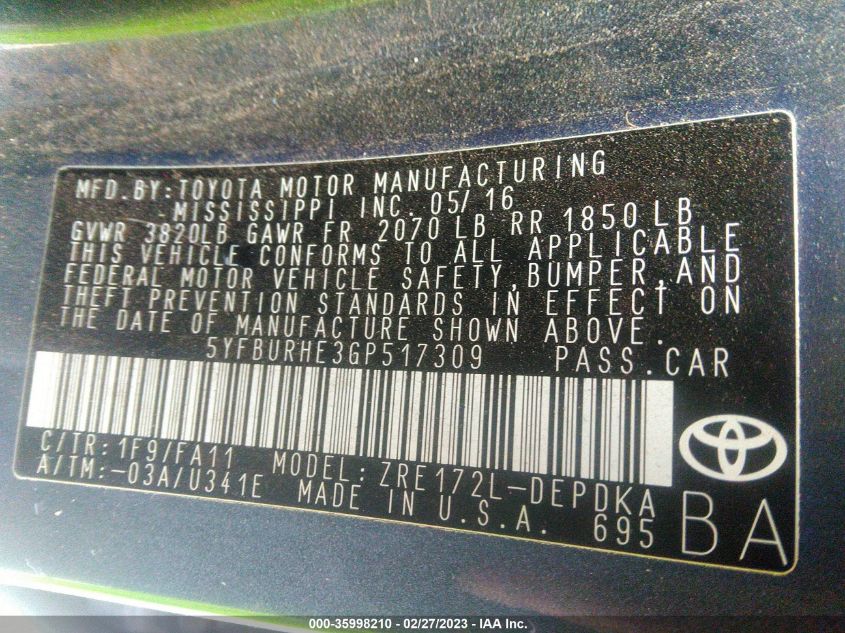 MFD.BY:TOYOTA MOTOR MANUFACTURING
-MISSISSIPPI INC. 05/16
GVWR 3820LB GAWR FR 2070 LB RR 1850LB
THIS VEHICLE CONFORMS TO ALL APPLICABLE
FEDERAL MOTOR VEHICLE SAFETY,BUMPER,AND
THEFT PREVENTION STANDARDS IN EFFECT ON
THE DATE OF MANUFACTURE SHOWN ABOVE.
5YFBURHE3GP517309 PASS.CAR
C/TR:1F9/FA11 MODEL:ZRE172L-DEPDKA
A/TM:-03A/U341E MADE IN U.S.A. 695
BA
000-35998210 - 02/27/2023 - IAA Inc.